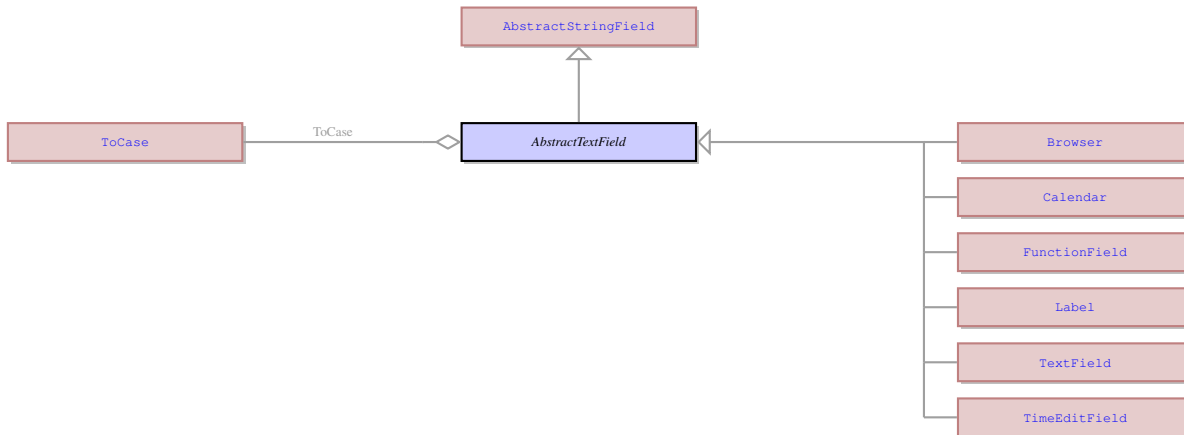 AbstractStringField
ToCase
ToCase
AbstractTextField
Browser
Calendar
FunctionField
Label
TextField
TimeEditField